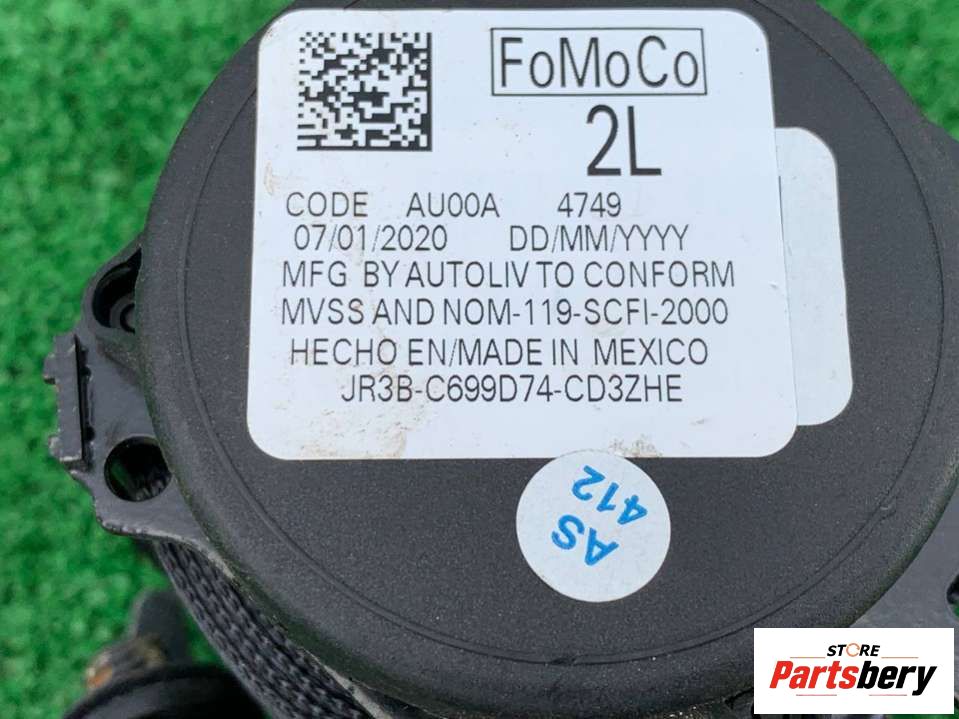 FoMoCo
2L
CODE AU00A 4749
07/01/2020 DD/MM/YYYY
MFG BY AUTOLIV TO CONFORM
MVSS AND NOM-119-SCFI-2000
HECHO EN/MADE IN MEXICO
JR3B-C699D74-CD3ZHE
AS
412
STORE
Partsbery